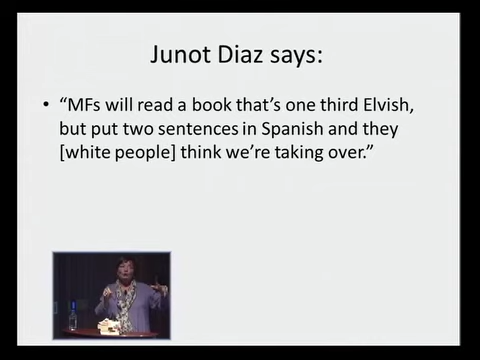 Junot Diaz says:
• “MFs will read a book that’s one third Elvish,
but put two sentences in Spanish and they
[white people] think we’re taking over.”